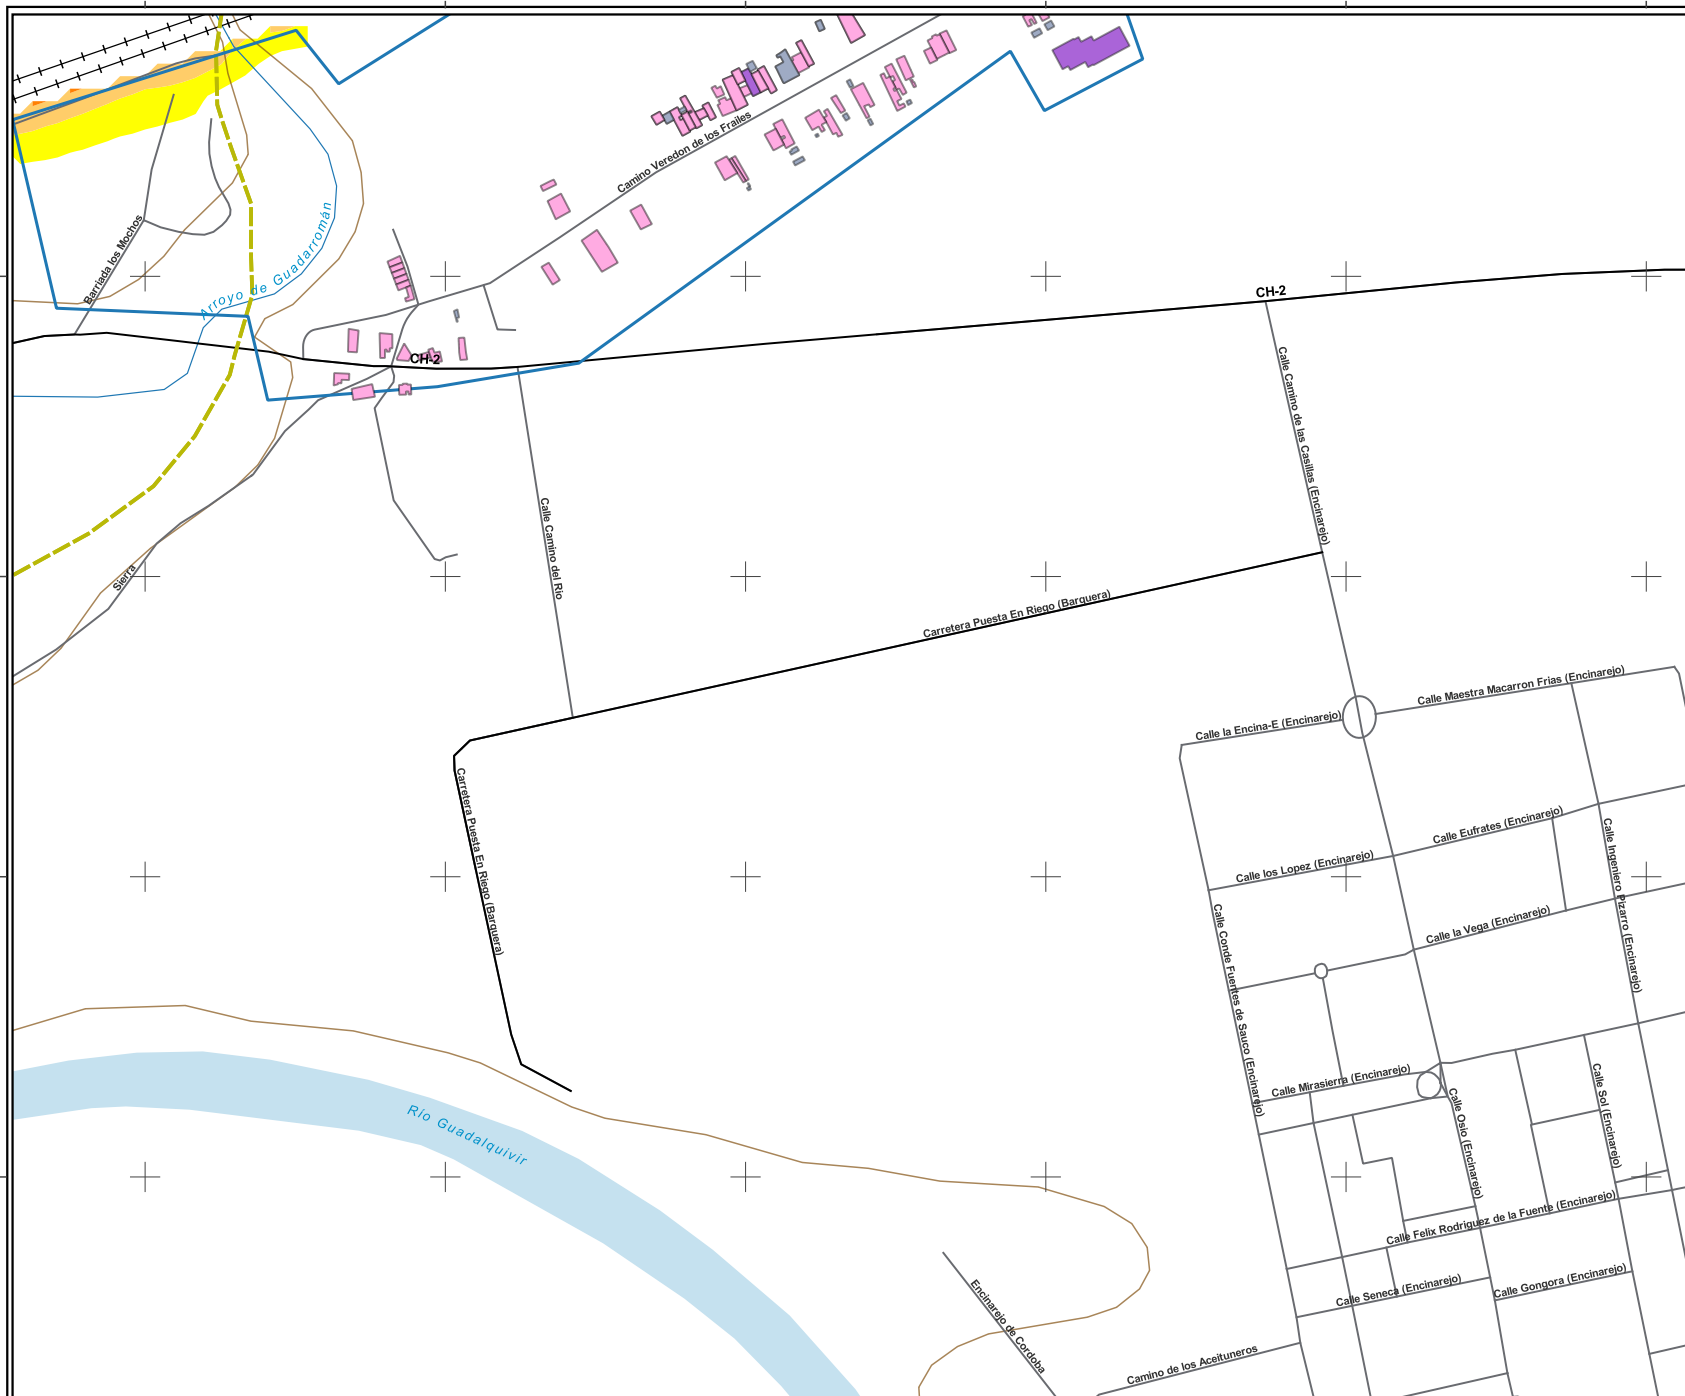 Camino Veredon de los Frailes
Barriada los Mochos
Arroyo de Guadarromán
CH-2
CH-2
Calle Camino de las Casillas (Encinarejo)
Calle Camino del Rio
Sierra
Carretera Puesta En Riego (Barquera)
Calle Maestra Macarron Frias (Encinarejo)
Calle la Encina-E (Encinarejo)
Carretera Puesta En Riego (Barquera)
Calle Eufrates (Encinarejo)
Calle los Lopez (Encinarejo)
Calle Ingeniero Pizarro (Encinarejo)
Calle la Vega (Encinarejo)
Calle Conde Fuentes de Sauco (Encinarejo)
Calle Mirasierra (Encinarejo)
Calle Osio (Encinarejo)
Calle Sol (Encinarejo)
Río Guadalquivir
Calle Felix Rodriguez de la Fuente (Encinarejo)
Calle Seneca (Encinarejo)
Calle Gongora (Encinarejo)
Encinarejo de Cordoba
Camino de los Aceituneros